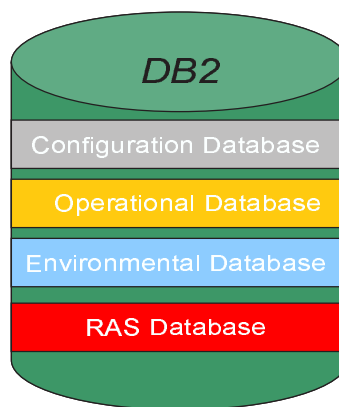 DB2
Configuration Database
Operational Database
Environmental Database
RAS Database